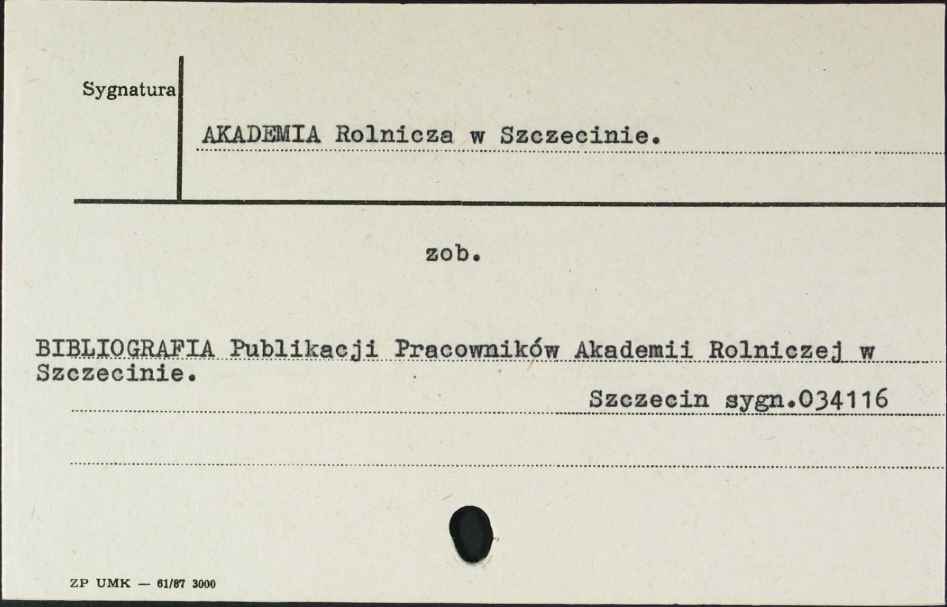 Sygnatura
AKADEMIA Rolnicza w Szczecinie.
zob.
BIBLIOGRAFIA Publikacji Pracowników Akademii Rolniczej w
Szczecinie.
Szczecin sygn.034116
ZP UMK — 61/87 3000